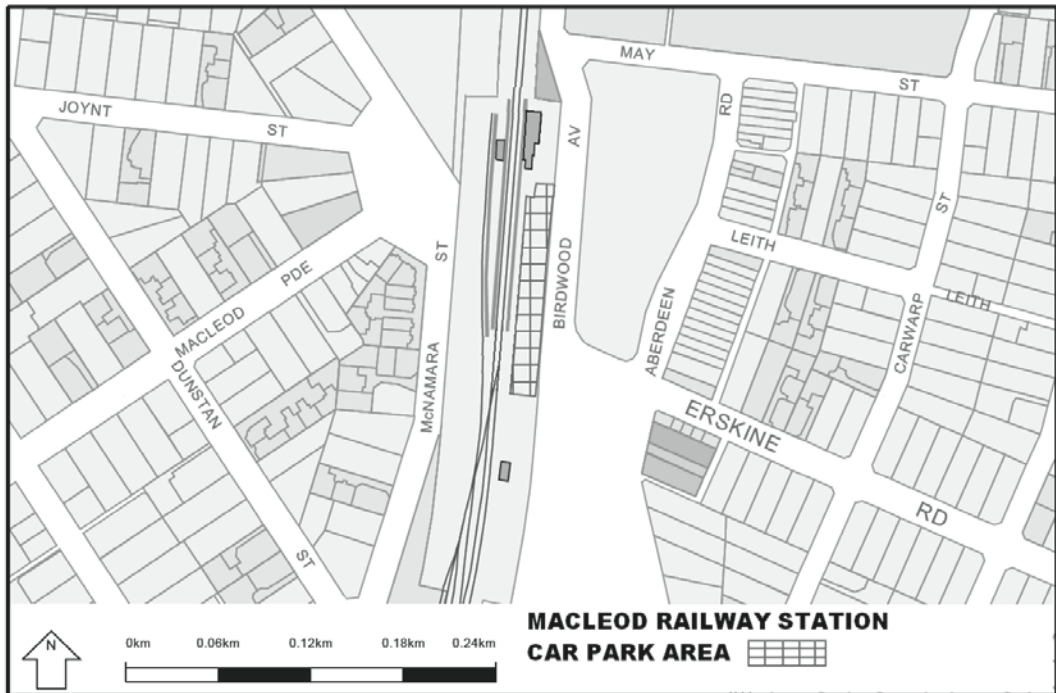 MAY
ST
JOYNT
ST
RD
AV
ST
LEITH
LEITH
ST
MACLEOD
PDE
BIRDWOOD
ABERDEEN
CARWARP
McNAMARA
DUNSTAN
ST
ERSKINE
RD
N
0km 0.06km 0.12km 0.18km 0.24km
MACLEOD RAILWAY STATION
CAR PARK AREA